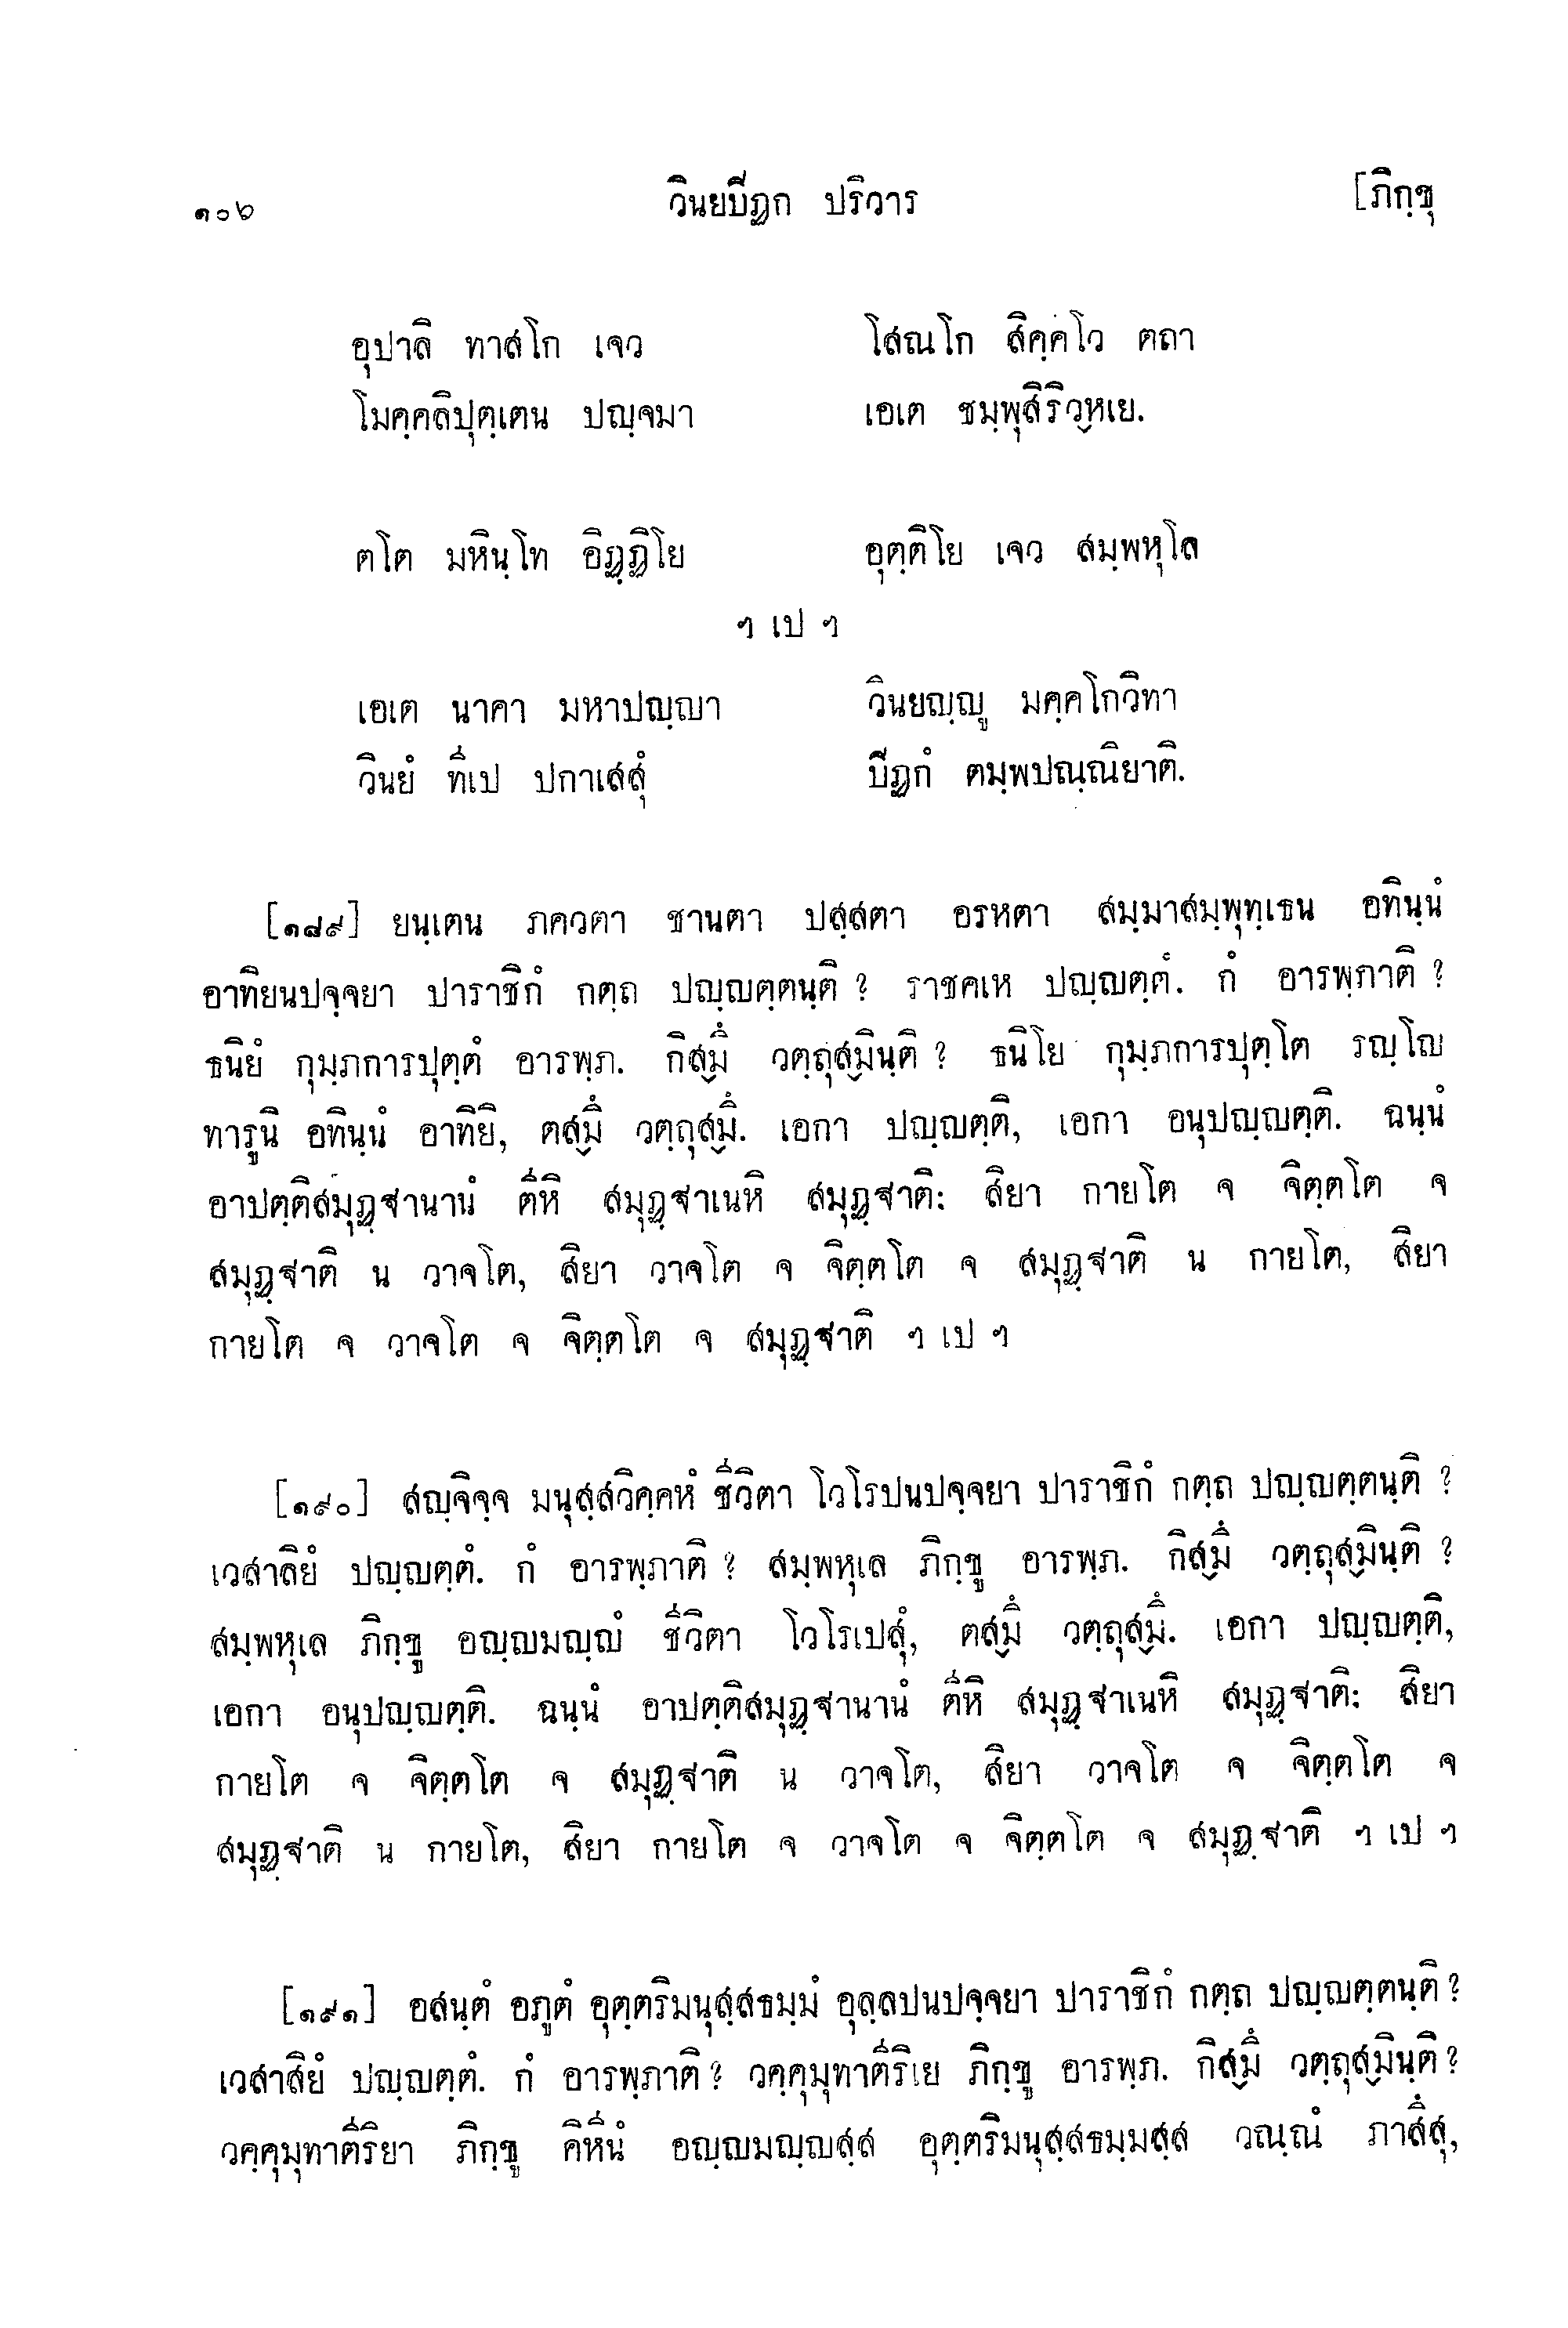 ๑๐๖ วินยปิฏก ปริวาร [ภิกฺขุ
อุปาลิ ทาสโก เจว โสณโก สิคฺคโว ตถา
โมคฺคลิปุตฺเตน ปญฺจมา เอเต ชมฺพุสิริวฺหเย.
ตโต มหินฺโท อิฏฺฏิโย อุตฺติโย เจว สมฺพหุโล
ฯ เป ฯ
เอเต นาคา มหาปญฺญา วินยญฺญู มคฺคโกวิทา
วินยํ ทีเป ปกาเสสุํ ปิฏกํ ตมฺพปณฺณิยาติ.
[๑๘๙] ยนฺเตน ภควตา ชานตา ปสฺสตา อรหตา สมฺมาสมฺพุทฺเธน อทินฺนํ
อาทิยนปจฺจยา ปาราชิกํ กตฺถ ปญฺญตฺตนฺติ ? ราชคเห ปญฺญตฺตํ. กํ อารพฺภาติ ?
ธนิยํ กุมฺภการปุตฺตํ อารพฺภ. กิสฺมิํ วตฺถุสฺมินฺติ ? ธนิโย กุมฺภการปุตฺโต รญฺโญ
ทารูนิ อทินฺนํ อาทิยิ, ตสฺมิํ วตฺถุสฺมิํ. เอกา ปญฺญตฺติ, เอกา อนุปญฺญตฺติ. ฉนฺนํ
อาปตฺติสมุฏฺฐานานํ ตีหิ สมุฏฺฐาเนหิ สมุฏฺฐาติ: สิยา กายโต จ จิตฺตโต จ
สมุฏฺฐาติ น วาจโต, สิยา วาจโต จ จิตฺตโต จ สมุฏฺฐาติ น กายโต, สิยา
กายโต จ วาจโต จ จิตฺตโต จ สมุฏฺฐาติ ฯ เป ฯ
[๑๙๐] สญฺจิจฺจ มนุสฺสวิคฺคหํ ชีวิตา โวโรปนปจฺจยา ปาราชิกํ กตฺถ ปญฺญตฺตนฺติ ?
เวสาลิยํ ปญฺญตฺตํ. กํ อารพฺภาติ ? สมฺพหุเล ภิกฺขู อารพฺภ. กิสฺมิํ วตฺถุสฺมินฺติ ?
สมฺพหุเล ภิกฺขู อญฺญมญฺญํ ชีวิตา โวโรเปสุํ, ตสฺมิํ วตฺถุสฺมิํ. เอกา ปญฺญตฺติ,
เอกา อนุปญฺญตฺติ. ฉนฺนํ อาปตฺติสมุฏฺฐานานํ ตีหิ สมุฏฺฐาเนหิ สมุฏฺฐาติ: สิยา
กายโต จ จิตฺตโต จ สมุฏฺฐาติ น วาจโต, สิยา วาจโต จ จิตฺตโต จ
สมุฏฺฐาติ น กายโต, สิยา กายโต จ วาจโต จ จิตฺตโต จ สมุฏฺฐาติ ฯ เป ฯ
[๑๙๑] อสนฺตํ อภูตํ อุตฺตริมนุสฺสธมฺมํ อุลฺลปนปจฺจยา ปาราชิกํ กตฺถ ปญฺญตฺตนฺติ ?
เวสาลิยํ ปญฺญตฺตํ. กํ อารพฺภาติ ? วคฺคุมุทาตีริเย ภิกฺขู อารพฺภ. กิสฺมิํ วตฺถุสฺมินฺติ ?
วคฺคุมุทาตีริยา ภิกฺขู คิหีนํ อญฺญมญฺญสฺส อุตฺตริมนุสฺสธมฺมสฺส วณฺณํ ภาสิํสุ,